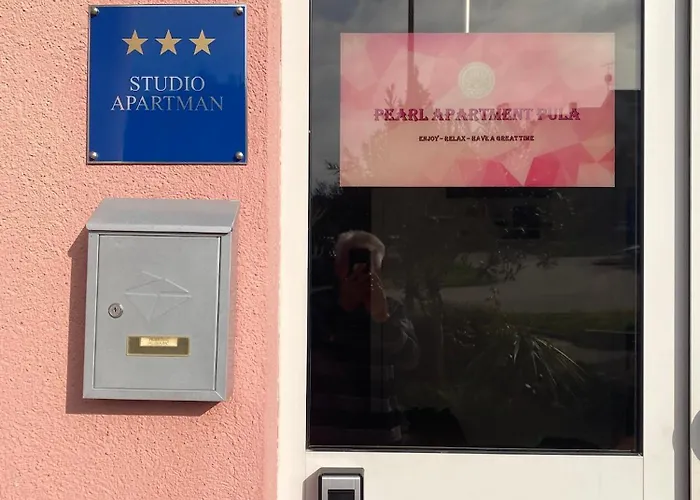 STUDIO
APARTMAN
PEARL APARTMENT PULA
ENJOY - RELAX - HAVE A GREAT TIME